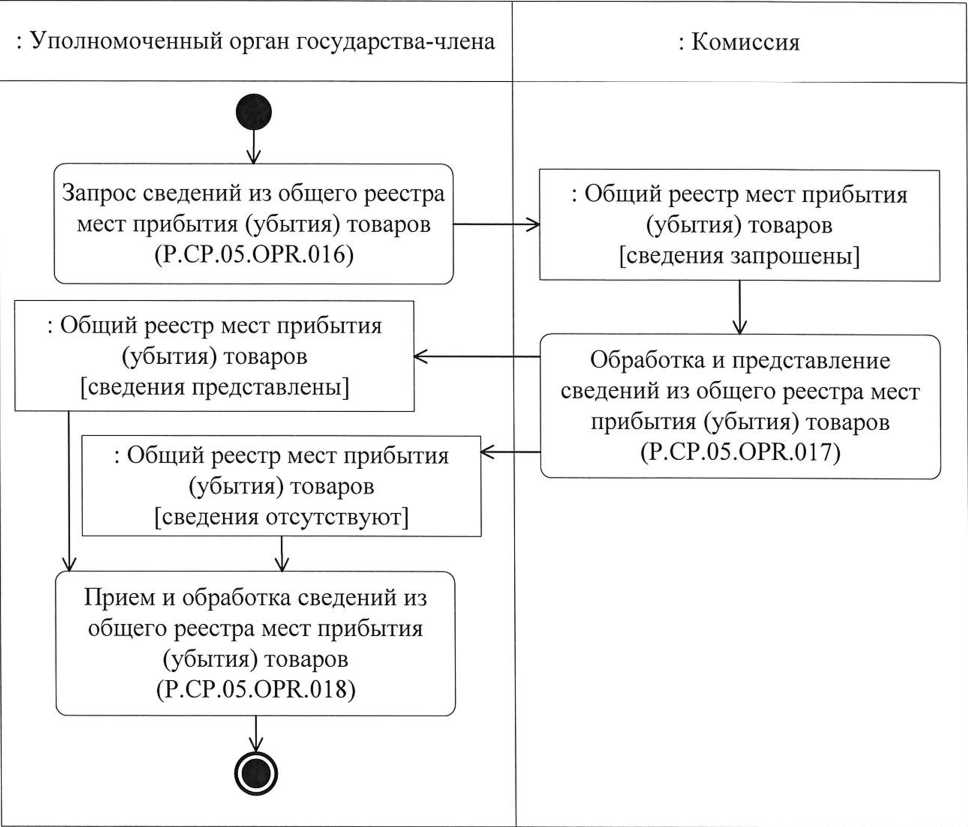 : Уполномоченный орган государства-члена
: Комиссия
Запрос сведений из общего реестра
мест прибытия (убытия) товаров
(P.CP.05.OPR.016)
: Общий реестр мест прибытия
(убытия) товаров
[сведения запрошены]
: Общий реестр мест прибытия
(убытия) товаров
[сведения представлены]
Обработка и представление
сведений из общего реестра мест
прибытия (убытия) товаров
(P.CP.05.OPR.017)
: Общий реестр мест прибытия
(убытия) товаров
[сведения отсутствуют]
Прием и обработка сведений из
общего реестра мест прибытия
(убытия) товаров
(P.CP.05.OPR.018)